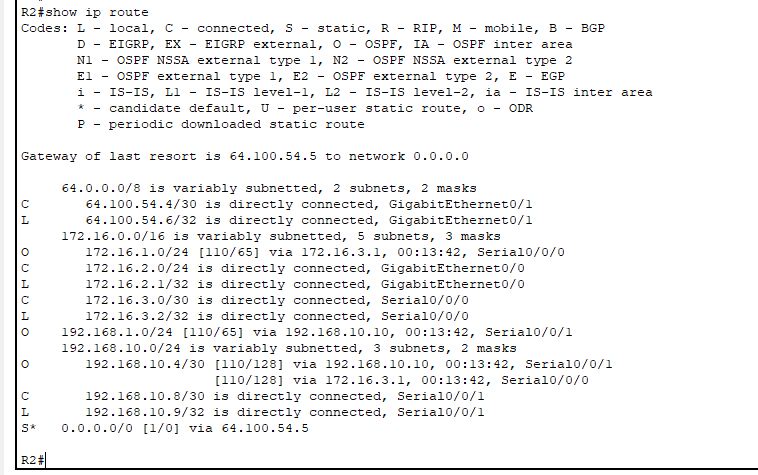 R2#show ip route
Codes: L - local, C - connected, S - static, R - RIP, M - mobile, B - BGP
       D - EIGRP, EX - EIGRP external, O - OSPF, IA - OSPF inter area
       N1 - OSPF NSSA external type 1, N2 - OSPF NSSA external type 2
       E1 - OSPF external type 1, E2 - OSPF external type 2, E - EGP
       i - IS-IS, L1 - IS-IS level-1, L2 - IS-IS level-2, ia - IS-IS inter area
       * - candidate default, U - per-user static route, o - ODR
       P - periodic downloaded static route

Gateway of last resort is 64.100.54.5 to network 0.0.0.0

     64.0.0.0/8 is variably subnetted, 2 subnets, 2 masks
C       64.100.54.4/30 is directly connected, GigabitEthernet0/1
L       64.100.54.6/32 is directly connected, GigabitEthernet0/1
     172.16.0.0/16 is variably subnetted, 5 subnets, 3 masks
O       172.16.1.0/24 [110/65] via 172.16.3.1, 00:13:42, Serial0/0/0
C       172.16.2.0/24 is directly connected, GigabitEthernet0/0
L       172.16.2.1/32 is directly connected, GigabitEthernet0/0
C       172.16.3.0/30 is directly connected, Serial0/0/0
L       172.16.3.2/32 is directly connected, Serial0/0/0
O    192.168.1.0/24 [110/65] via 192.168.10.10, 00:13:42, Serial0/0/1
     192.168.10.0/24 is variably subnetted, 3 subnets, 2 masks
O       192.168.10.4/30 [110/128] via 192.168.10.10, 00:13:42, Serial0/0/1
                        [110/128] via 172.16.3.1, 00:13:42, Serial0/0/0
C       192.168.10.8/30 is directly connected, Serial0/0/1
L       192.168.10.9/32 is directly connected, Serial0/0/1
S*   0.0.0.0/0 [1/0] via 64.100.54.5

R2#